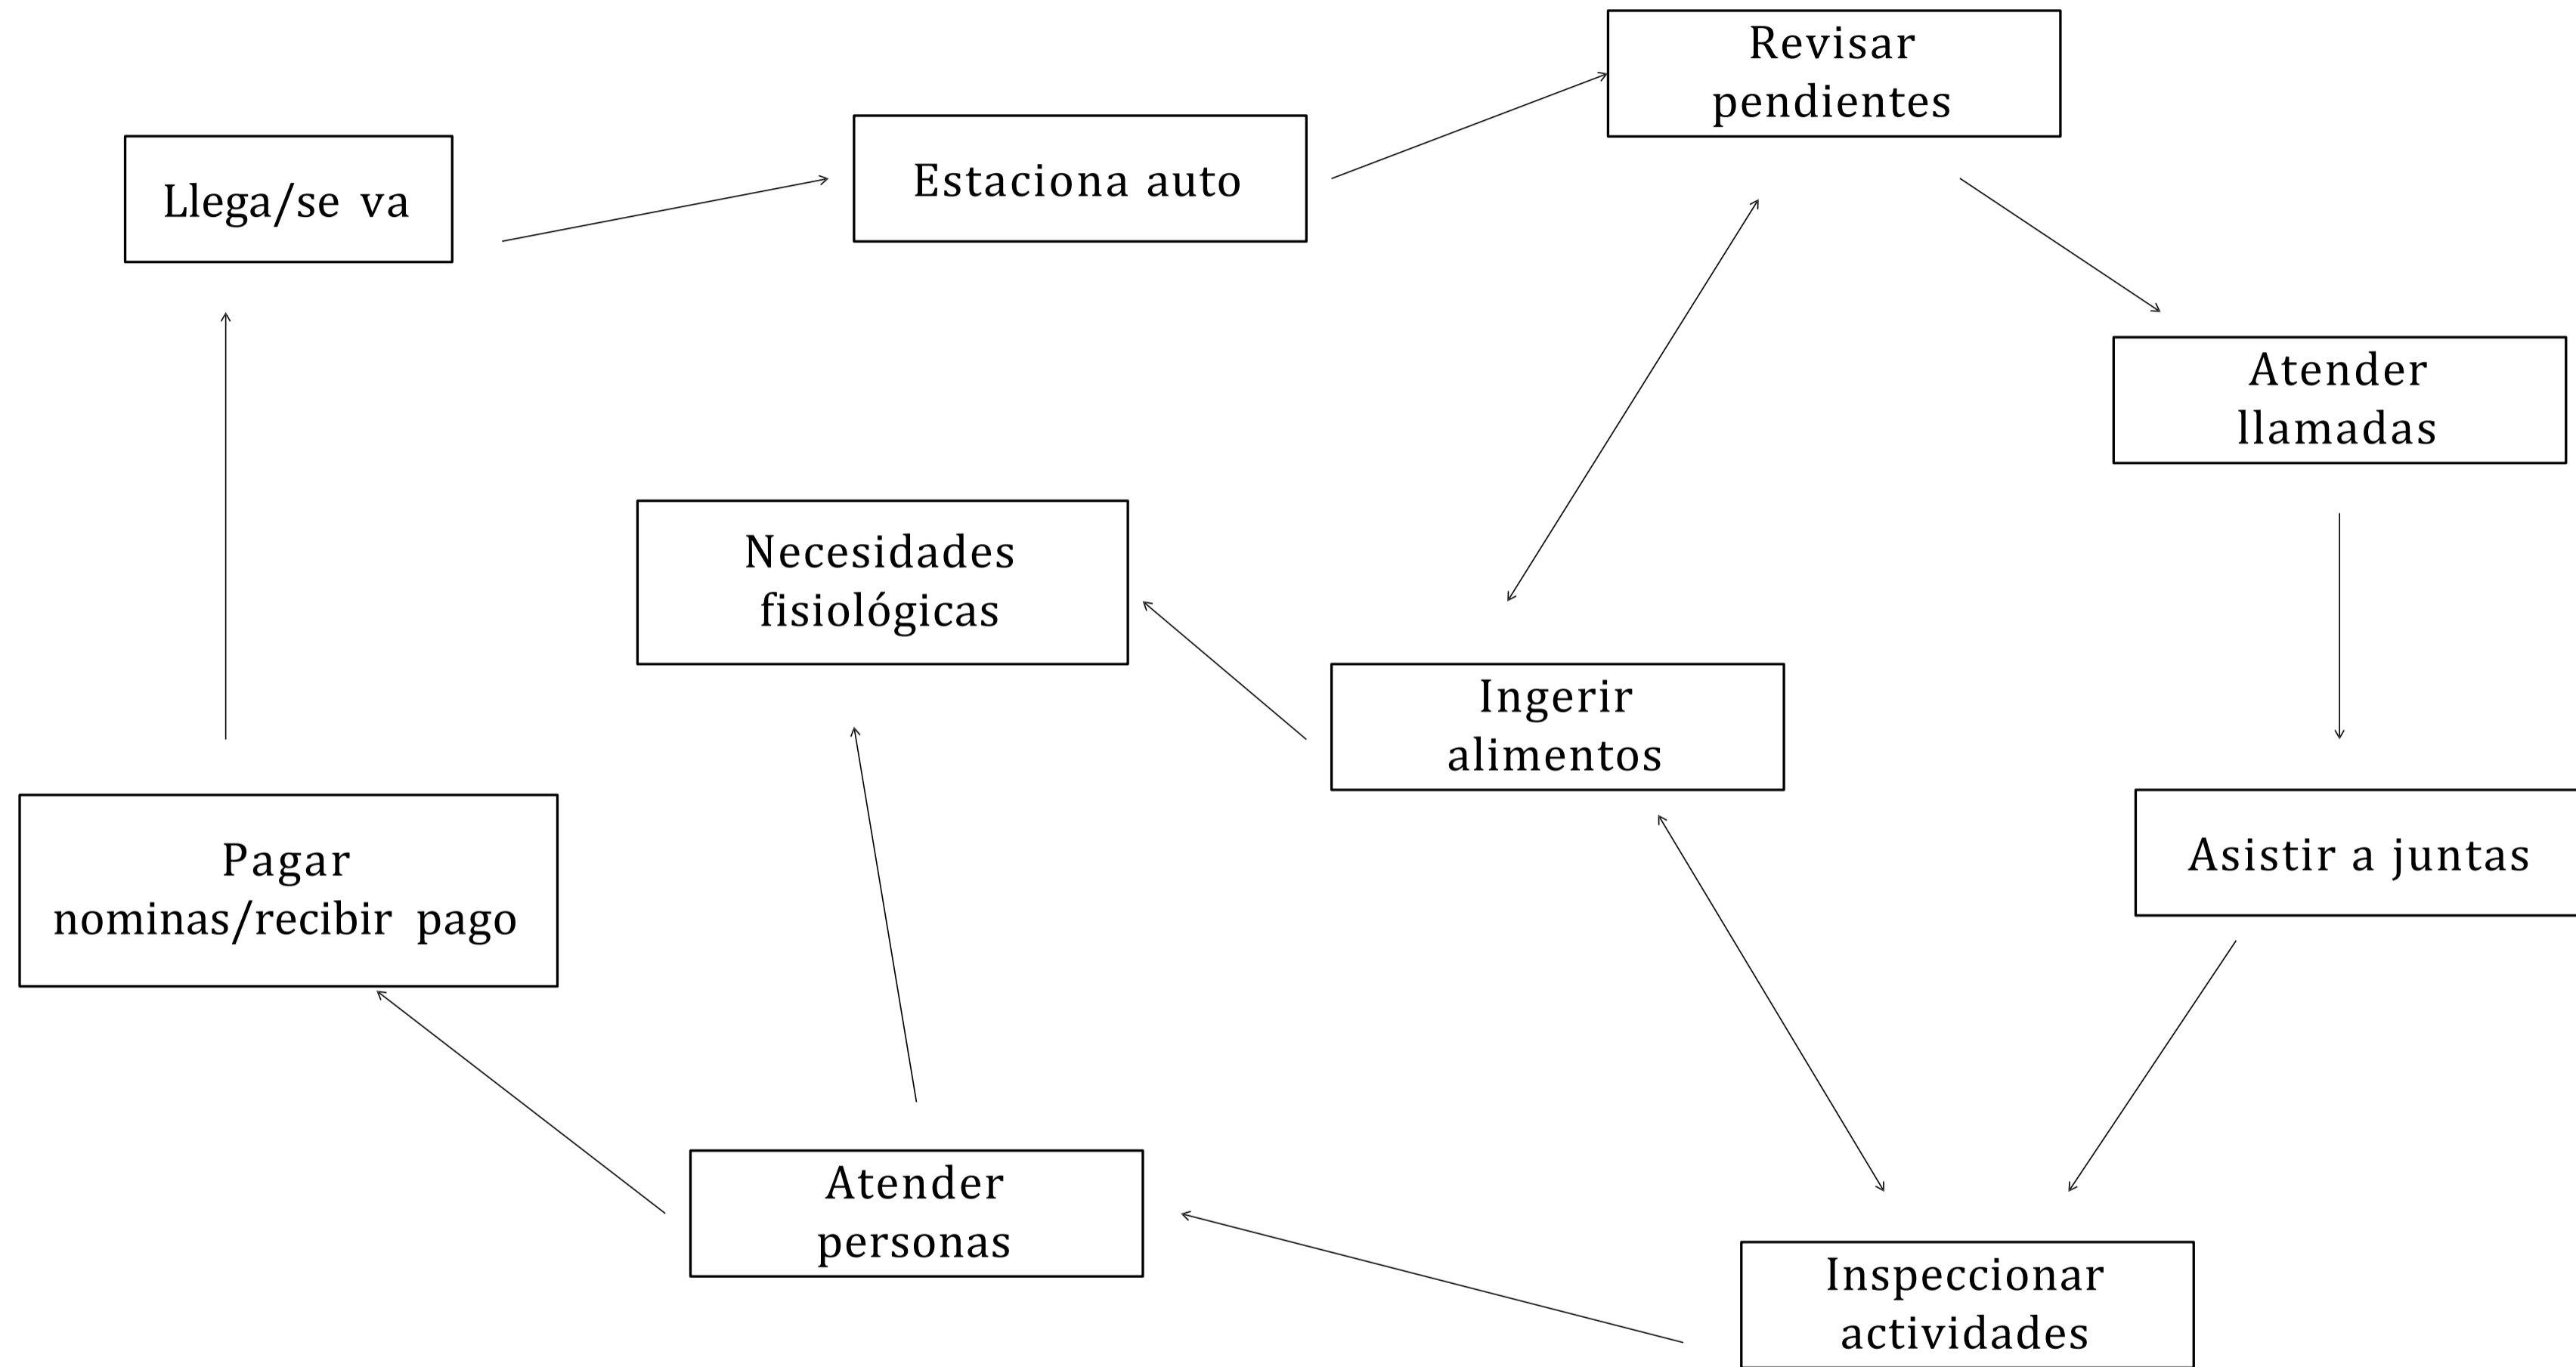 Revisar
pendientes
Llega/se va
Estaciona auto
Atender
llamadas
Necesidades
fisiológicas
Ingerir
alimentos
Pagar
nominas/recibir pago
Asistir a juntas
Atender
personas
Inspeccionar
actividades